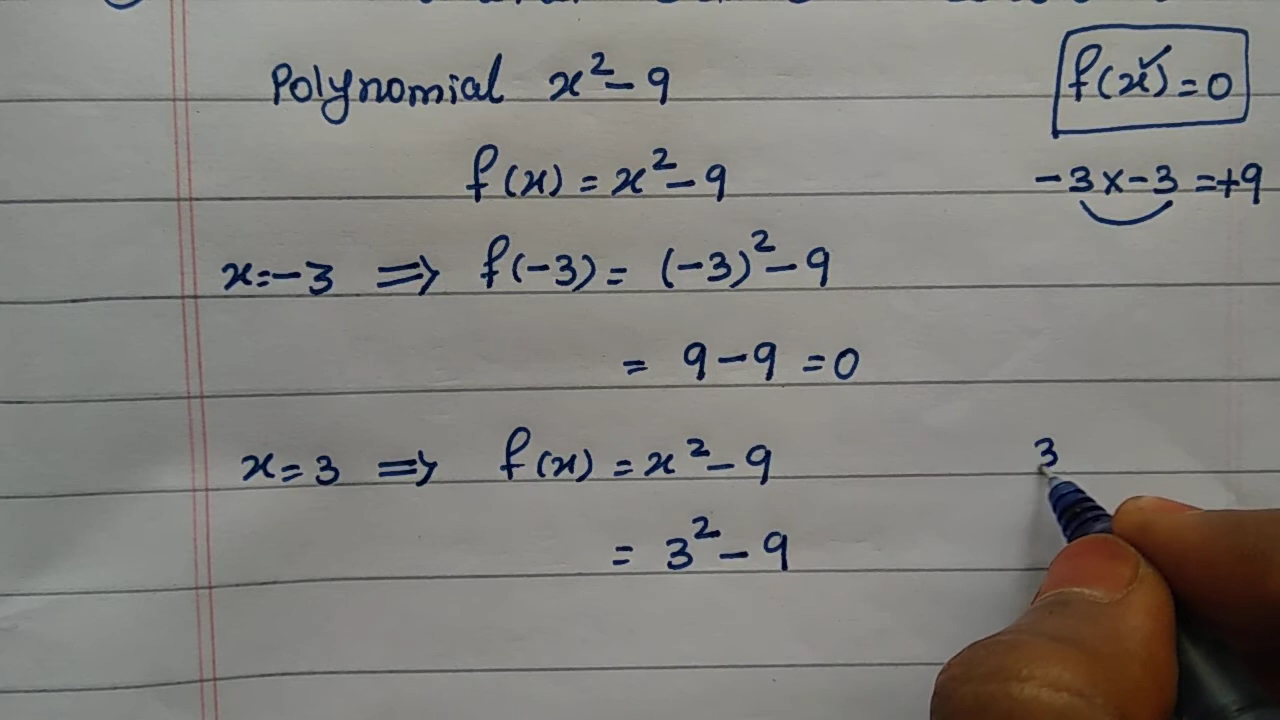 Polynomial x²-9
f(x)=0
f(x) = x²-9
-3x-3 =+9
x=-3 ⇒ f(-3) = (-3)²-9
= 9-9 =0
x=3 ⇒ f(x) = x²-9
3
= 3²-9